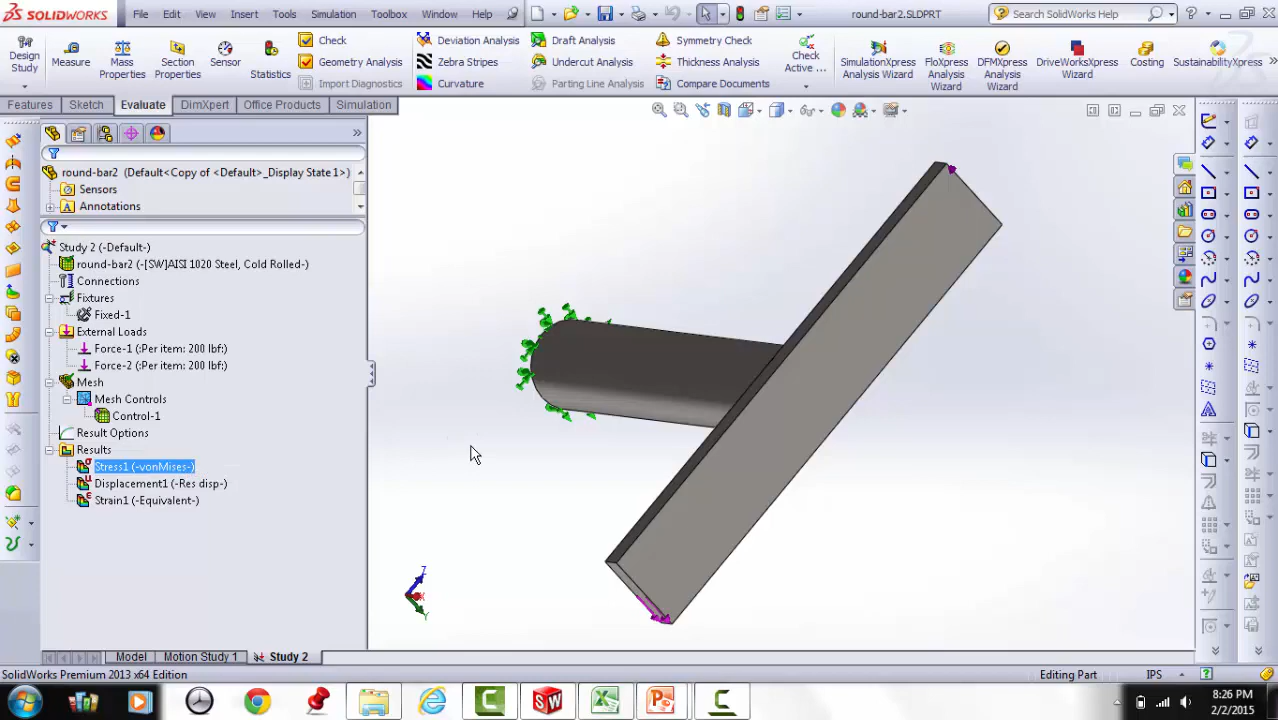 SOLIDWORKS File Edit View Insert Tools Simulation Toolbox Window Help round-bar2.SLDPRT Search SolidWorks Help
Design Study
Measure
Mass Properties
Section Properties
Sensor
Statistics
Check
Geometry Analysis
Import Diagnostics
Deviation Analysis
Zebra Stripes
Curvature
Draft Analysis
Undercut Analysis
Parting Line Analysis
Symmetry Check
Thickness Analysis
Compare Documents
Check Active ...
SimulationXpress Analysis Wizard
FloXpress Analysis Wizard
DFMXpress Analysis Wizard
DriveWorksXpress Wizard
Costing
SustainabilityXpress
Features Sketch Evaluate DimXpert Office Products Simulation
round-bar2 (Default<Copy of <Default>_Display State 1>)
Sensors
Annotations
Study 2 (-Default-)
round-bar2 (-[SW]AISI 1020 Steel, Cold Rolled-)
Connections
Fixtures
Fixed-1
External Loads
Force-1 (:Per item: 200 lbf:)
Force-2 (:Per item: 200 lbf:)
Mesh
Mesh Controls
Control-1
Result Options
Results
Stress1 (-vonMises-)
Displacement1 (-Res disp-)
Strain1 (-Equivalent-)
Z
X
Y
Model Motion Study 1 Study 2
SolidWorks Premium 2013 x64 Edition Editing Part IPS
8:26 PM
2/2/2015